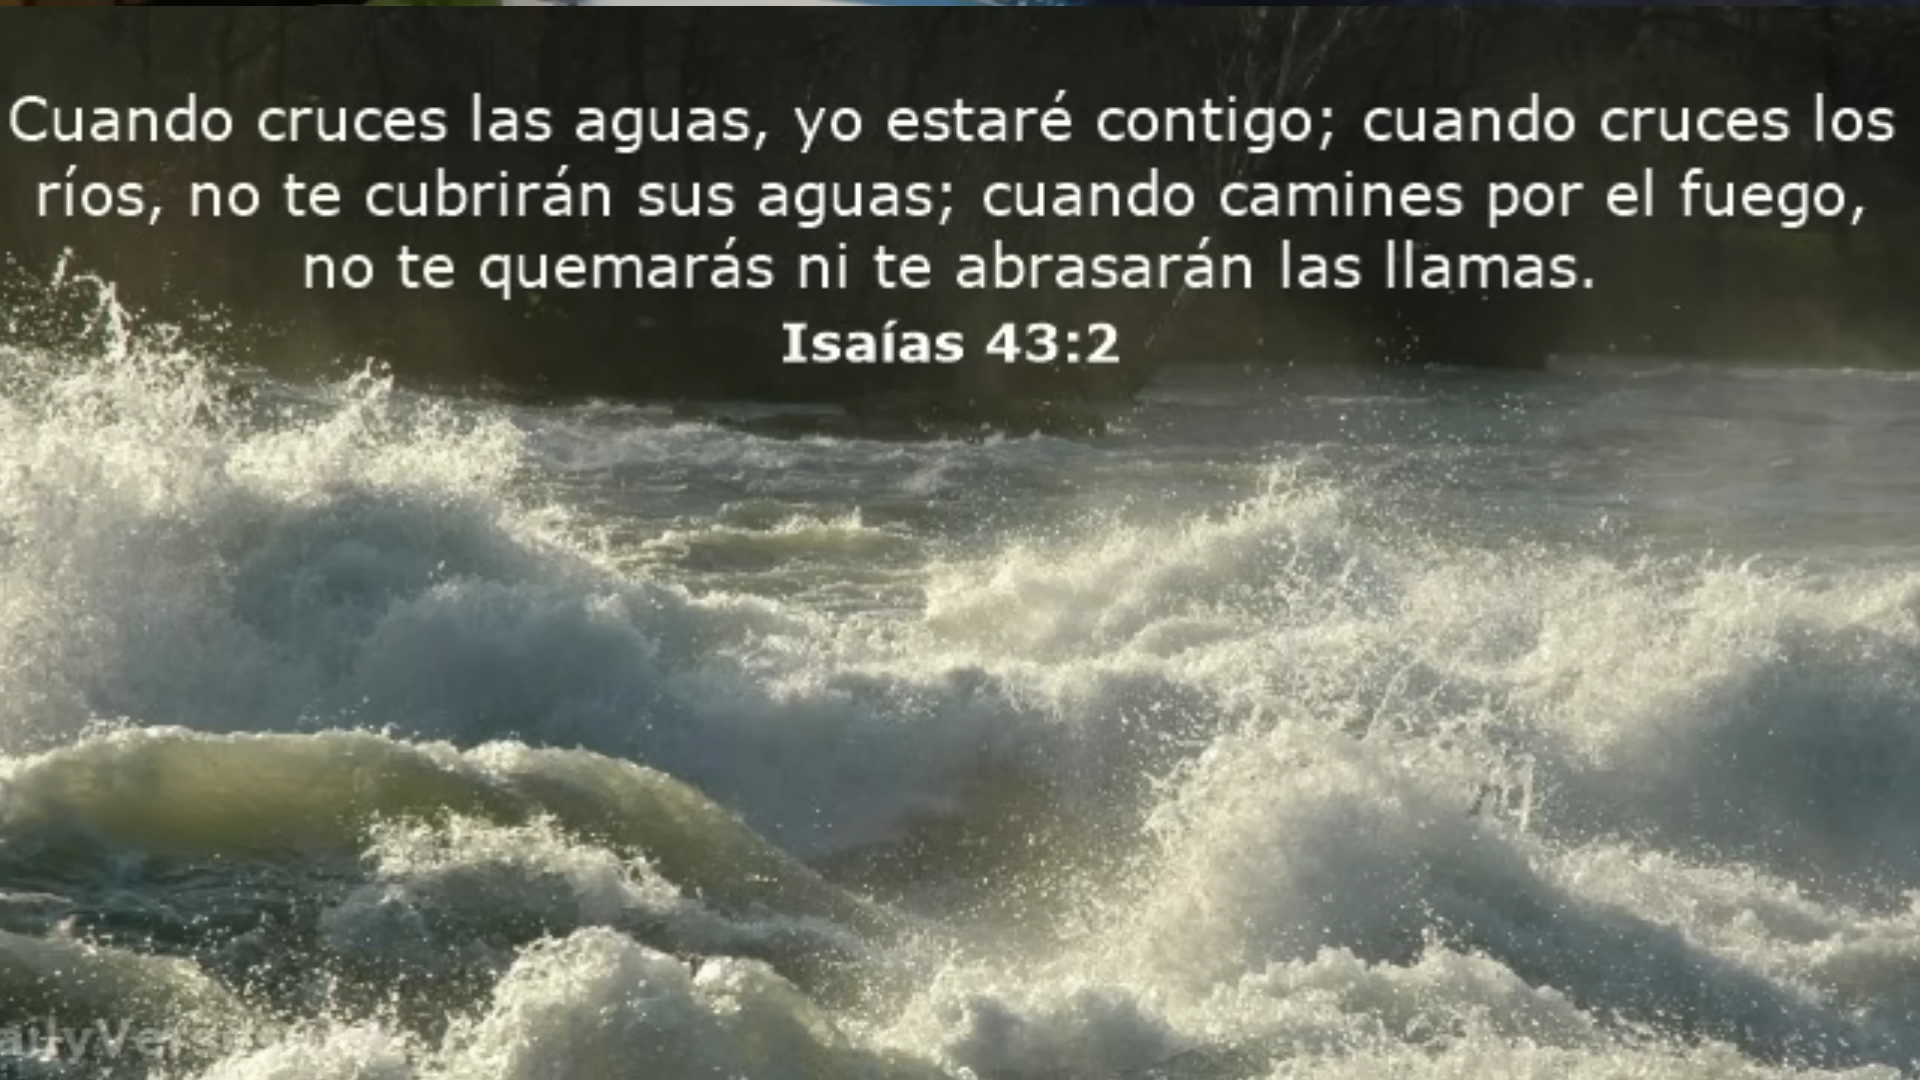 Cuando cruces las aguas, yo estaré contigo; cuando cruces los
ríos, no te cubrirán sus aguas; cuando camines por el fuego,
no te quemarás ni te abrasarán las llamas.
Isaías 43:2